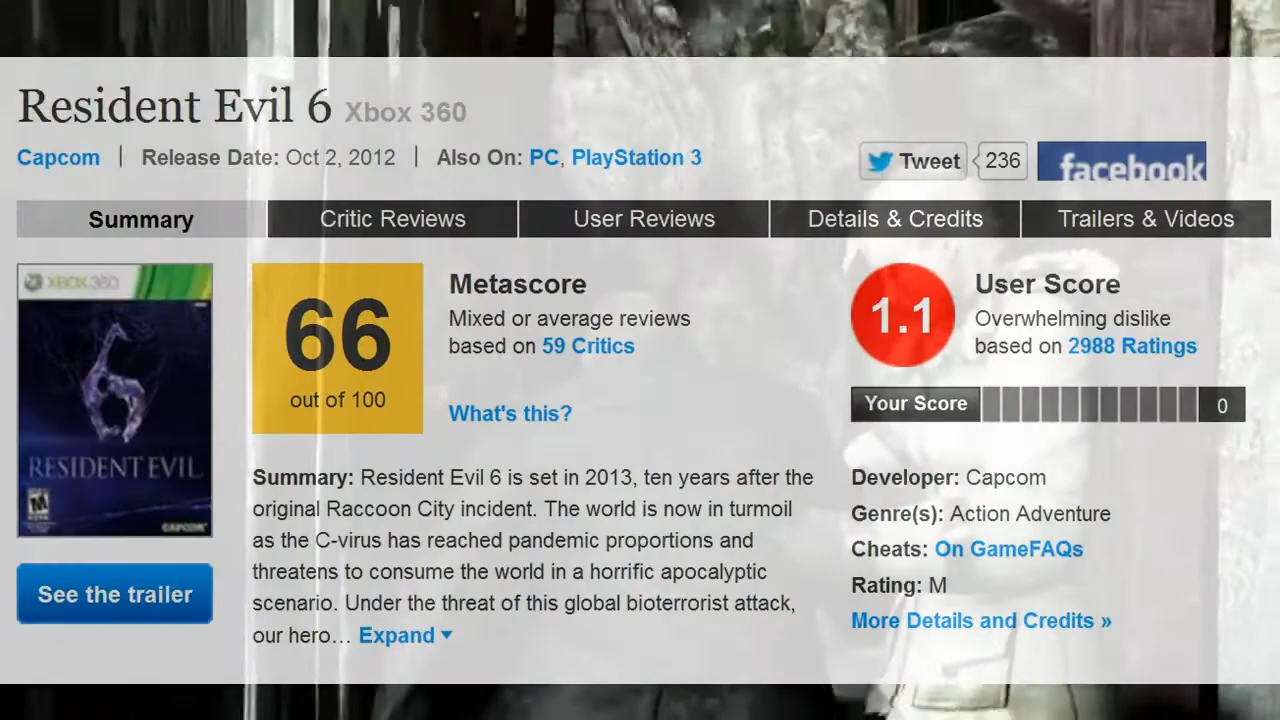 Resident Evil 6 Xbox 360
Capcom | Release Date: Oct 2, 2012 | Also On: PC, PlayStation 3
Tweet 236 facebook
Summary Critic Reviews User Reviews Details & Credits Trailers & Videos
XBOX 360
6
RESIDENT EVIL
M
CAPCOM
See the trailer
66
out of 100
Metascore
Mixed or average reviews
based on 59 Critics
What's this?
1.1
User Score
Overwhelming dislike
based on 2988 Ratings
Your Score 0
Summary: Resident Evil 6 is set in 2013, ten years after the
original Raccoon City incident. The world is now in turmoil
as the C-virus has reached pandemic proportions and
threatens to consume the world in a horrific apocalyptic
scenario. Under the threat of this global bioterrorist attack,
our hero… Expand
Developer: Capcom
Genre(s): Action Adventure
Cheats: On GameFAQs
Rating: M
More Details and Credits »